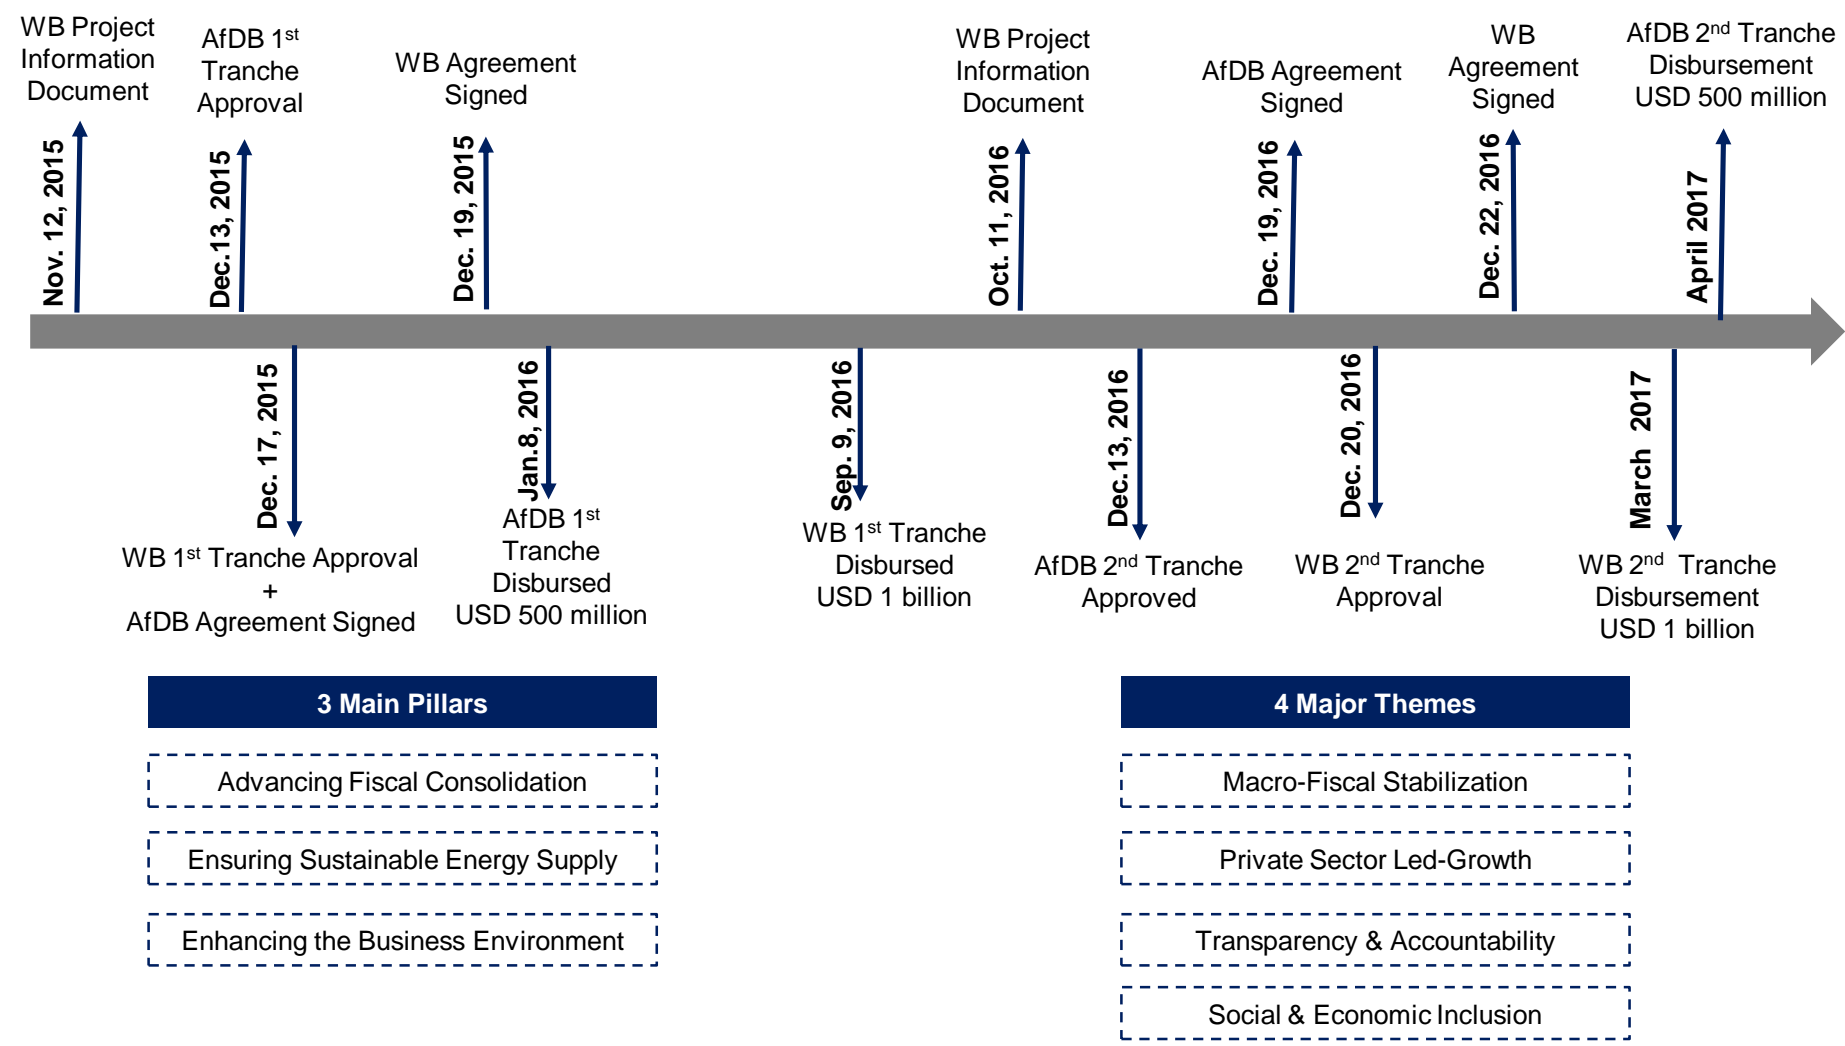 WB Project
Information
Document
AfDB 1st
Tranche
Approval
WB Agreement
Signed
WB Project
Information
Document
AfDB Agreement
Signed
WB
Agreement
Signed
AfDB 2nd Tranche
Disbursement
USD 500 million
Nov. 12, 2015
Dec.13, 2015
Dec. 19, 2015
Oct. 11, 2016
Dec. 19, 2016
Dec. 22, 2016
April 2017
Dec. 17, 2015
Jan.8, 2016
Sep. 9, 2016
Dec.13, 2016
Dec. 20, 2016
March 2017
WB 1st Tranche Approval
+
AfDB Agreement Signed
AfDB 1st
Tranche
Disbursed
USD 500 million
WB 1st Tranche
Disbursed
USD 1 billion
AfDB 2nd Tranche
Approved
WB 2nd Tranche
Approval
WB 2nd Tranche
Disbursement
USD 1 billion
3 Main Pillars
Advancing Fiscal Consolidation
Ensuring Sustainable Energy Supply
Enhancing the Business Environment
4 Major Themes
Macro-Fiscal Stabilization
Private Sector Led-Growth
Transparency & Accountability
Social & Economic Inclusion